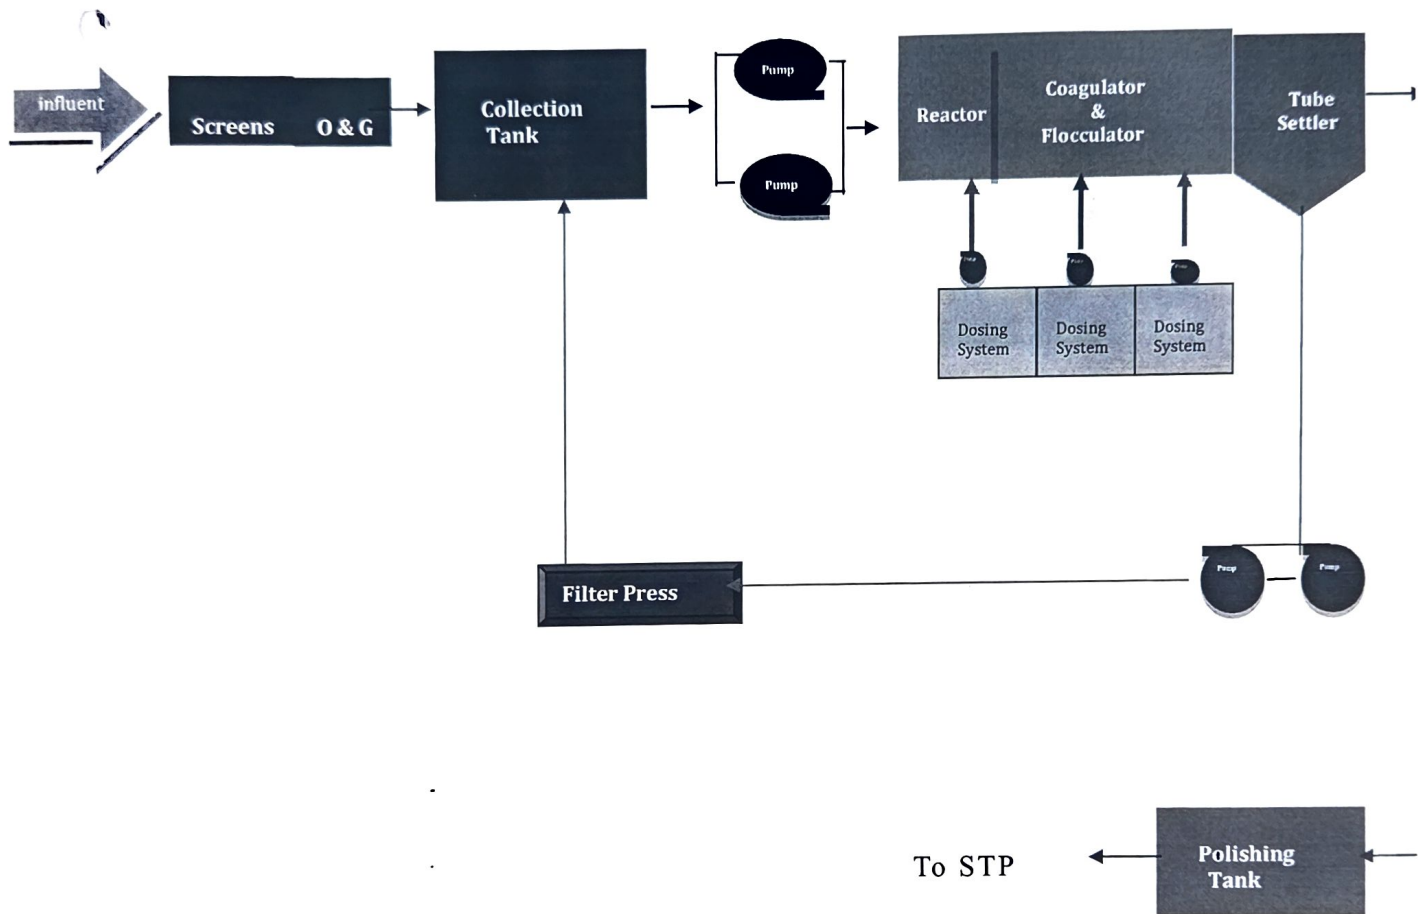 influent
Screens O & G
Collection
Tank
Pump
Pump
Reactor
Coagulator
&
Flocculator
Tube
Settler
Dosing
System
Dosing
System
Dosing
System
Filter Press
Pump
Pump
To STP
Polishing
Tank